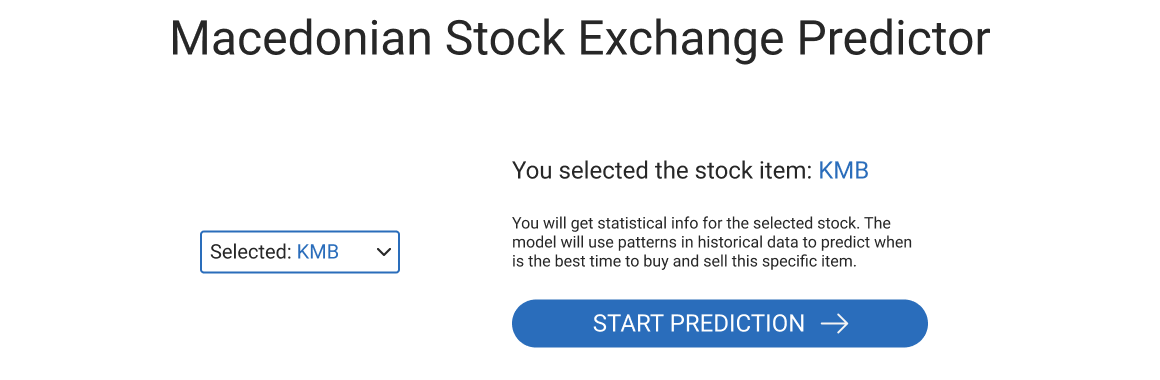 Macedonian Stock Exchange Predictor
You selected the stock item: KMB
You will get statistical info for the selected stock. The
model will use patterns in historical data to predict when
is the best time to buy and sell this specific item.
Selected: KMB
START PREDICTION